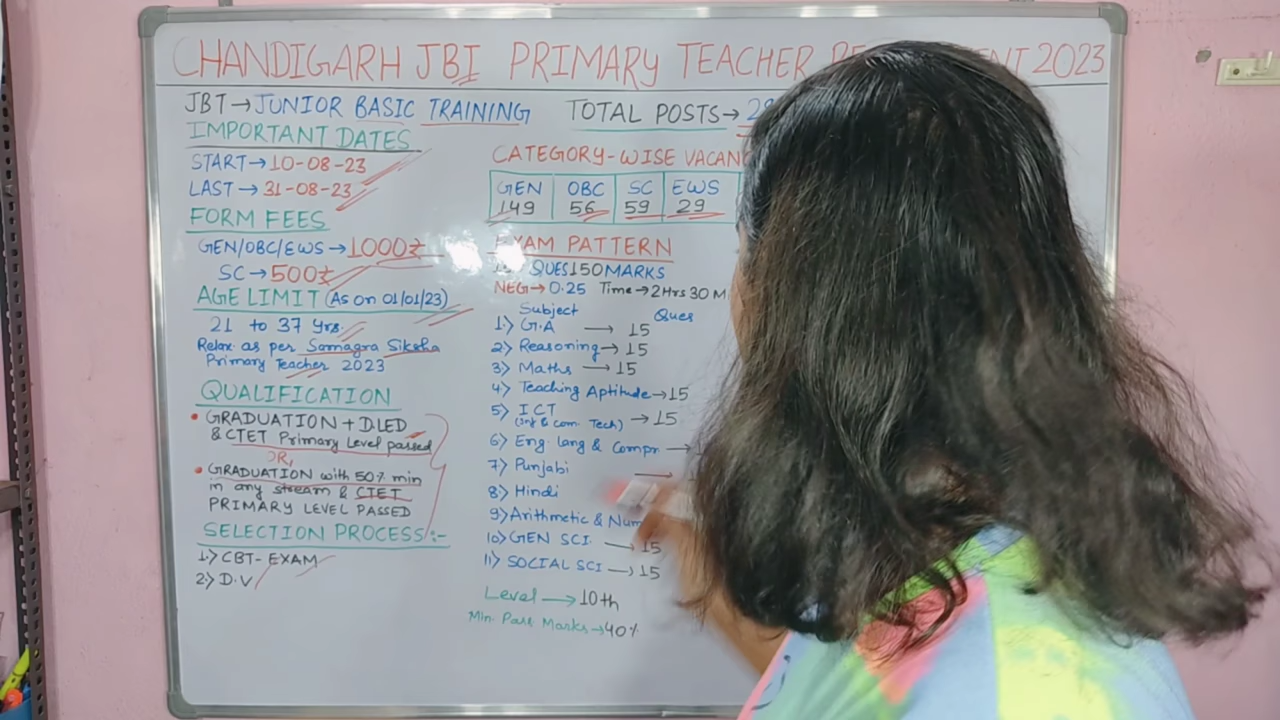 CHANDIGARH JBI PRIMARY TEACHER 2023
JBT→JUNIOR BASIC TRAINING
TOTAL POSTS→
IMPORTANT DATES
START→10-08-23
LAST→31-08-23
FORM FEES
GEN/OBC/EWS→1000₹
SC→500₹
AGE LIMIT (As on 01/01/23)
21 to 37 Yrs.
Relax as per Samagra Siksha
Primary Teacher 2023
QUALIFICATION
• GRADUATION + D.LED
& CTET Primary Level passed
OR,
• GRADUATION with 50% min
in any stream & CTET
PRIMARY LEVEL PASSED
SELECTION PROCESS:-
1) CBT-EXAM
2) D.V
CATEGORY-WISE
GEN OBC SC EWS
149 56 59 29
EXAM PATTERN
QUES 150 MARKS
NEG→0.25 Time→2Hrs 30 M
Subject Ques
1) G.A → 15
2) Reasoning→15
3) Maths →15
4) Teaching Aptitude→15
5) ICT →15
(Inf & com. Tech)
6) Eng. lang & Compn →
7) Punjabi →
8) Hindi
9) Arithmetic &
10) GEN SCI. →15
11) SOCIAL SCI →15
Level →10th
Min. Pass Marks→40%